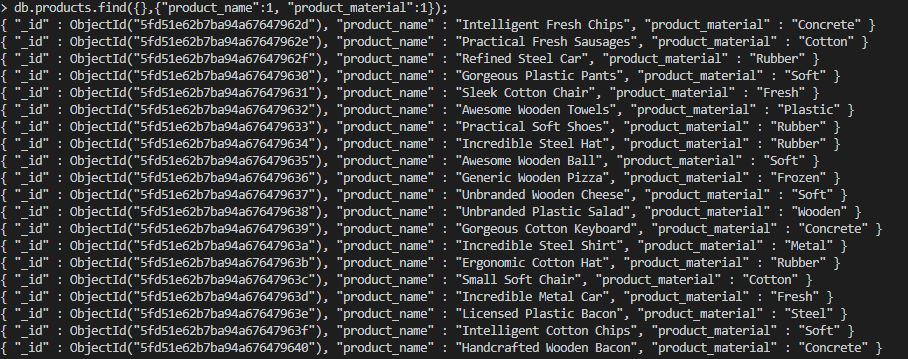 > db.products.find({},{"product_name":1, "product_material":1});
{ "_id" : ObjectId("5fd51e62b7ba94a67647962d"), "product_name" : "Intelligent Fresh Chips", "product_material" : "Concrete" }
{ "_id" : ObjectId("5fd51e62b7ba94a67647962e"), "product_name" : "Practical Fresh Sausages", "product_material" : "Cotton" }
{ "_id" : ObjectId("5fd51e62b7ba94a67647962f"), "product_name" : "Refined Steel Car", "product_material" : "Rubber" }
{ "_id" : ObjectId("5fd51e62b7ba94a676479630"), "product_name" : "Gorgeous Plastic Pants", "product_material" : "Soft" }
{ "_id" : ObjectId("5fd51e62b7ba94a676479631"), "product_name" : "Sleek Cotton Chair", "product_material" : "Fresh" }
{ "_id" : ObjectId("5fd51e62b7ba94a676479632"), "product_name" : "Awesome Wooden Towels", "product_material" : "Plastic" }
{ "_id" : ObjectId("5fd51e62b7ba94a676479633"), "product_name" : "Practical Soft Shoes", "product_material" : "Rubber" }
{ "_id" : ObjectId("5fd51e62b7ba94a676479634"), "product_name" : "Incredible Steel Hat", "product_material" : "Rubber" }
{ "_id" : ObjectId("5fd51e62b7ba94a676479635"), "product_name" : "Awesome Wooden Ball", "product_material" : "Soft" }
{ "_id" : ObjectId("5fd51e62b7ba94a676479636"), "product_name" : "Generic Wooden Pizza", "product_material" : "Frozen" }
{ "_id" : ObjectId("5fd51e62b7ba94a676479637"), "product_name" : "Unbranded Wooden Cheese", "product_material" : "Soft" }
{ "_id" : ObjectId("5fd51e62b7ba94a676479638"), "product_name" : "Unbranded Plastic Salad", "product_material" : "Wooden" }
{ "_id" : ObjectId("5fd51e62b7ba94a676479639"), "product_name" : "Gorgeous Cotton Keyboard", "product_material" : "Concrete" }
{ "_id" : ObjectId("5fd51e62b7ba94a67647963a"), "product_name" : "Incredible Steel Shirt", "product_material" : "Metal" }
{ "_id" : ObjectId("5fd51e62b7ba94a67647963b"), "product_name" : "Ergonomic Cotton Hat", "product_material" : "Rubber" }
{ "_id" : ObjectId("5fd51e62b7ba94a67647963c"), "product_name" : "Small Soft Chair", "product_material" : "Cotton" }
{ "_id" : ObjectId("5fd51e62b7ba94a67647963d"), "product_name" : "Incredible Metal Car", "product_material" : "Fresh" }
{ "_id" : ObjectId("5fd51e62b7ba94a67647963e"), "product_name" : "Licensed Plastic Bacon", "product_material" : "Steel" }
{ "_id" : ObjectId("5fd51e62b7ba94a67647963f"), "product_name" : "Intelligent Cotton Chips", "product_material" : "Soft" }
{ "_id" : ObjectId("5fd51e62b7ba94a676479640"), "product_name" : "Handcrafted Wooden Bacon", "product_material" : "Concrete" }